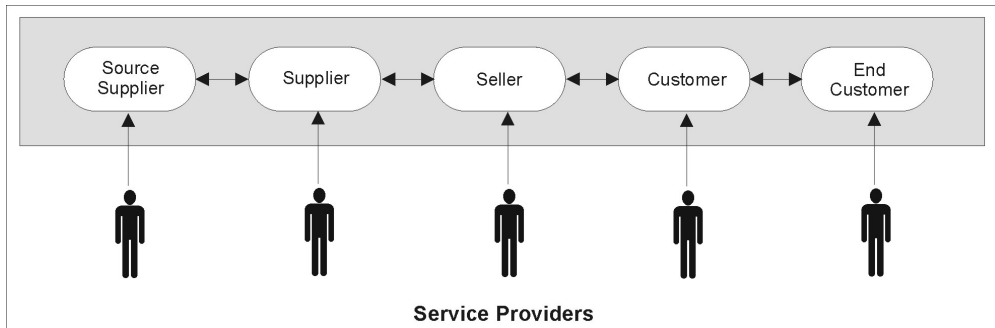 Source
Supplier
Supplier
Seller
Customer
End
Customer
Service Providers